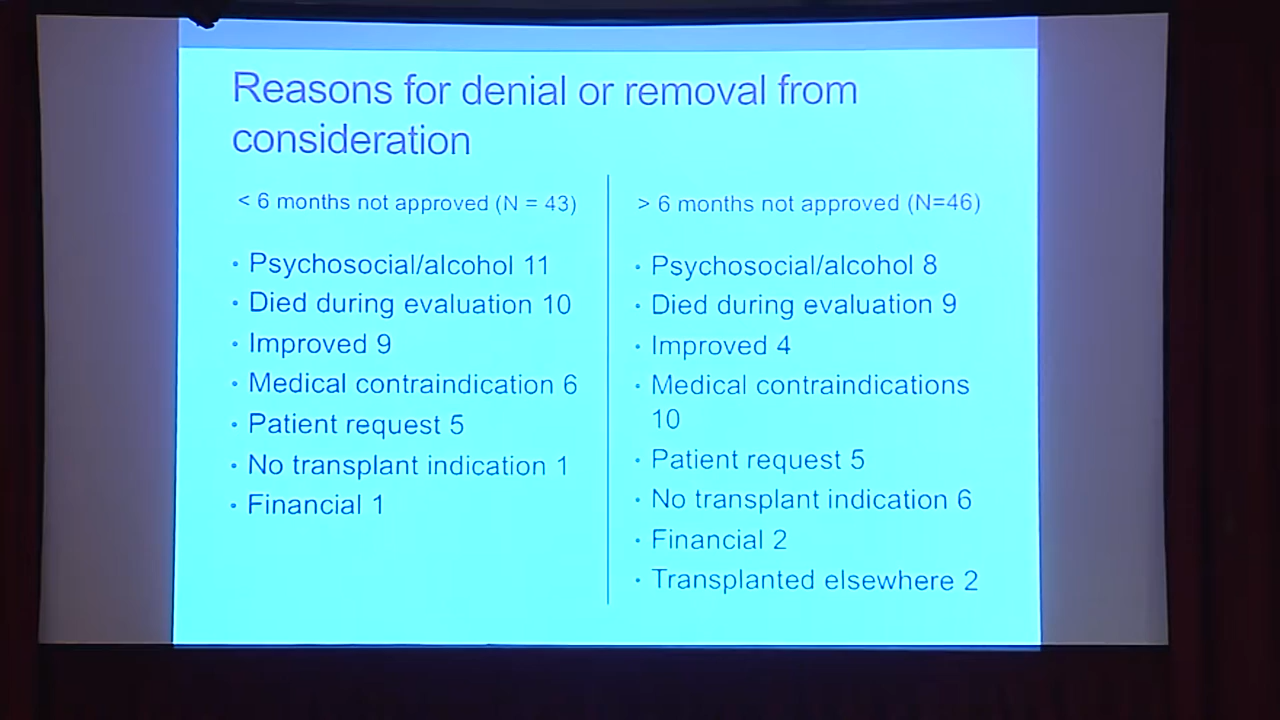 Reasons for denial or removal from
consideration
< 6 months not approved (N = 43)
• Psychosocial/alcohol 11
• Died during evaluation 10
• Improved 9
• Medical contraindication 6
• Patient request 5
• No transplant indication 1
• Financial 1
> 6 months not approved (N=46)
• Psychosocial/alcohol 8
• Died during evaluation 9
• Improved 4
• Medical contraindications
10
• Patient request 5
• No transplant indication 6
• Financial 2
• Transplanted elsewhere 2